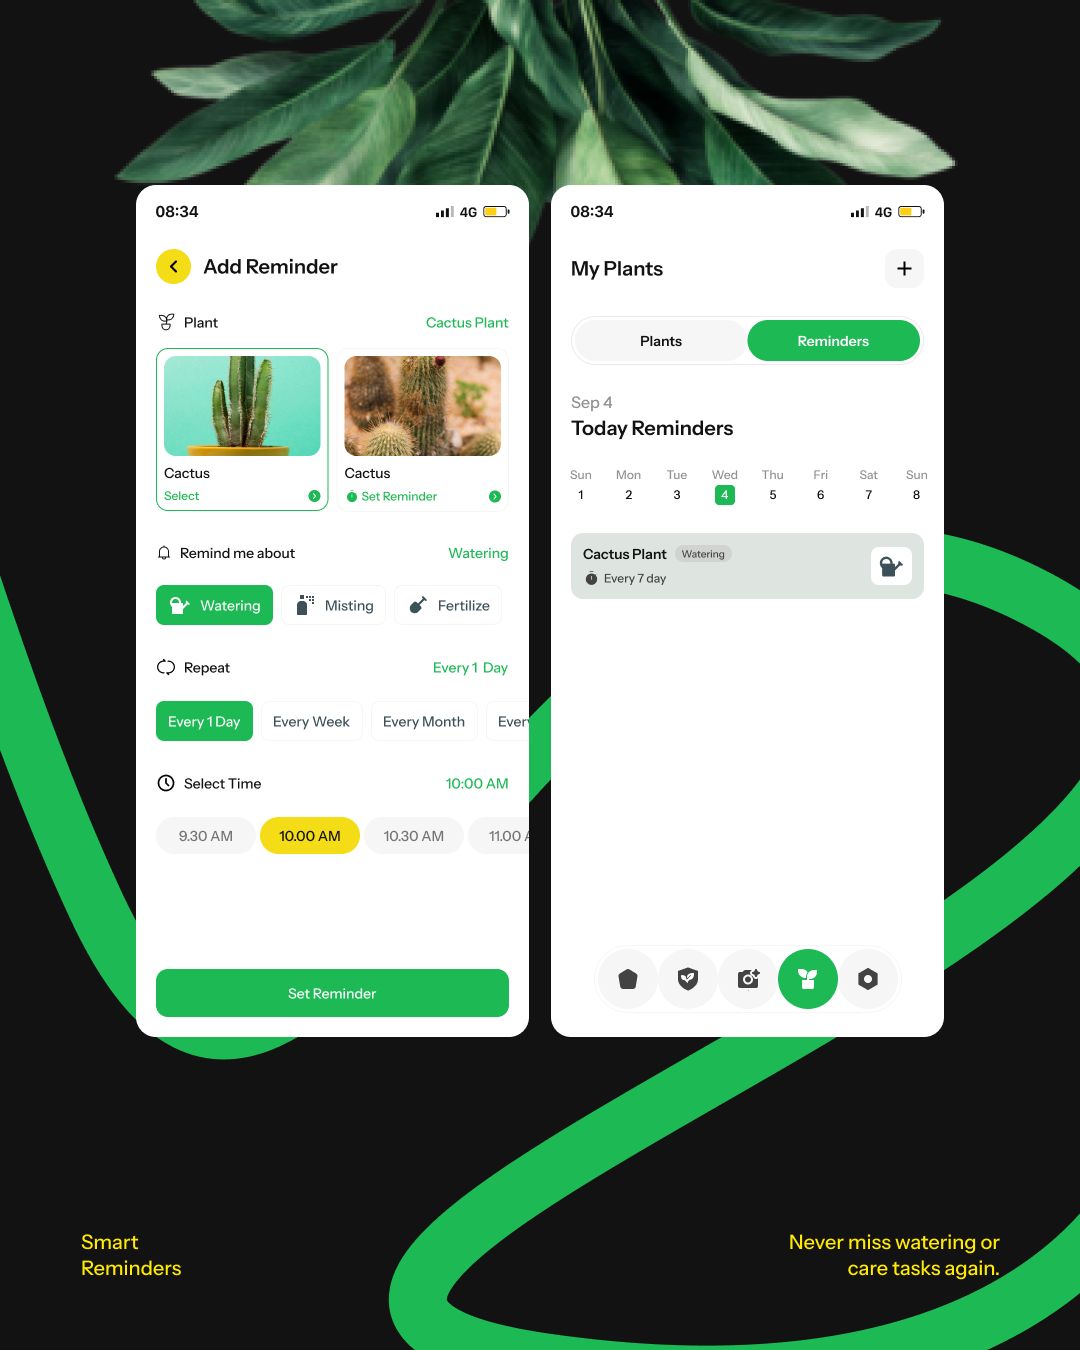 08:34
4G
Add Reminder
Plant
Cactus Plant
Cactus
Select
Cactus
Set Reminder
Remind me about
Watering
Watering
Misting
Fertilize
Repeat
Every 1 Day
Every 1 Day
Every Week
Every Month
Every
Select Time
10:00 AM
9.30 AM
10.00 AM
10.30 AM
11.00 A
Set Reminder
08:34
4G
My Plants
Plants
Reminders
Sep 4
Today Reminders
Sun Mon Tue Wed Thu Fri Sat Sun
1 2 3 4 5 6 7 8
Cactus Plant
Watering
Every 7 day
Smart
Reminders
Never miss watering or
care tasks again.